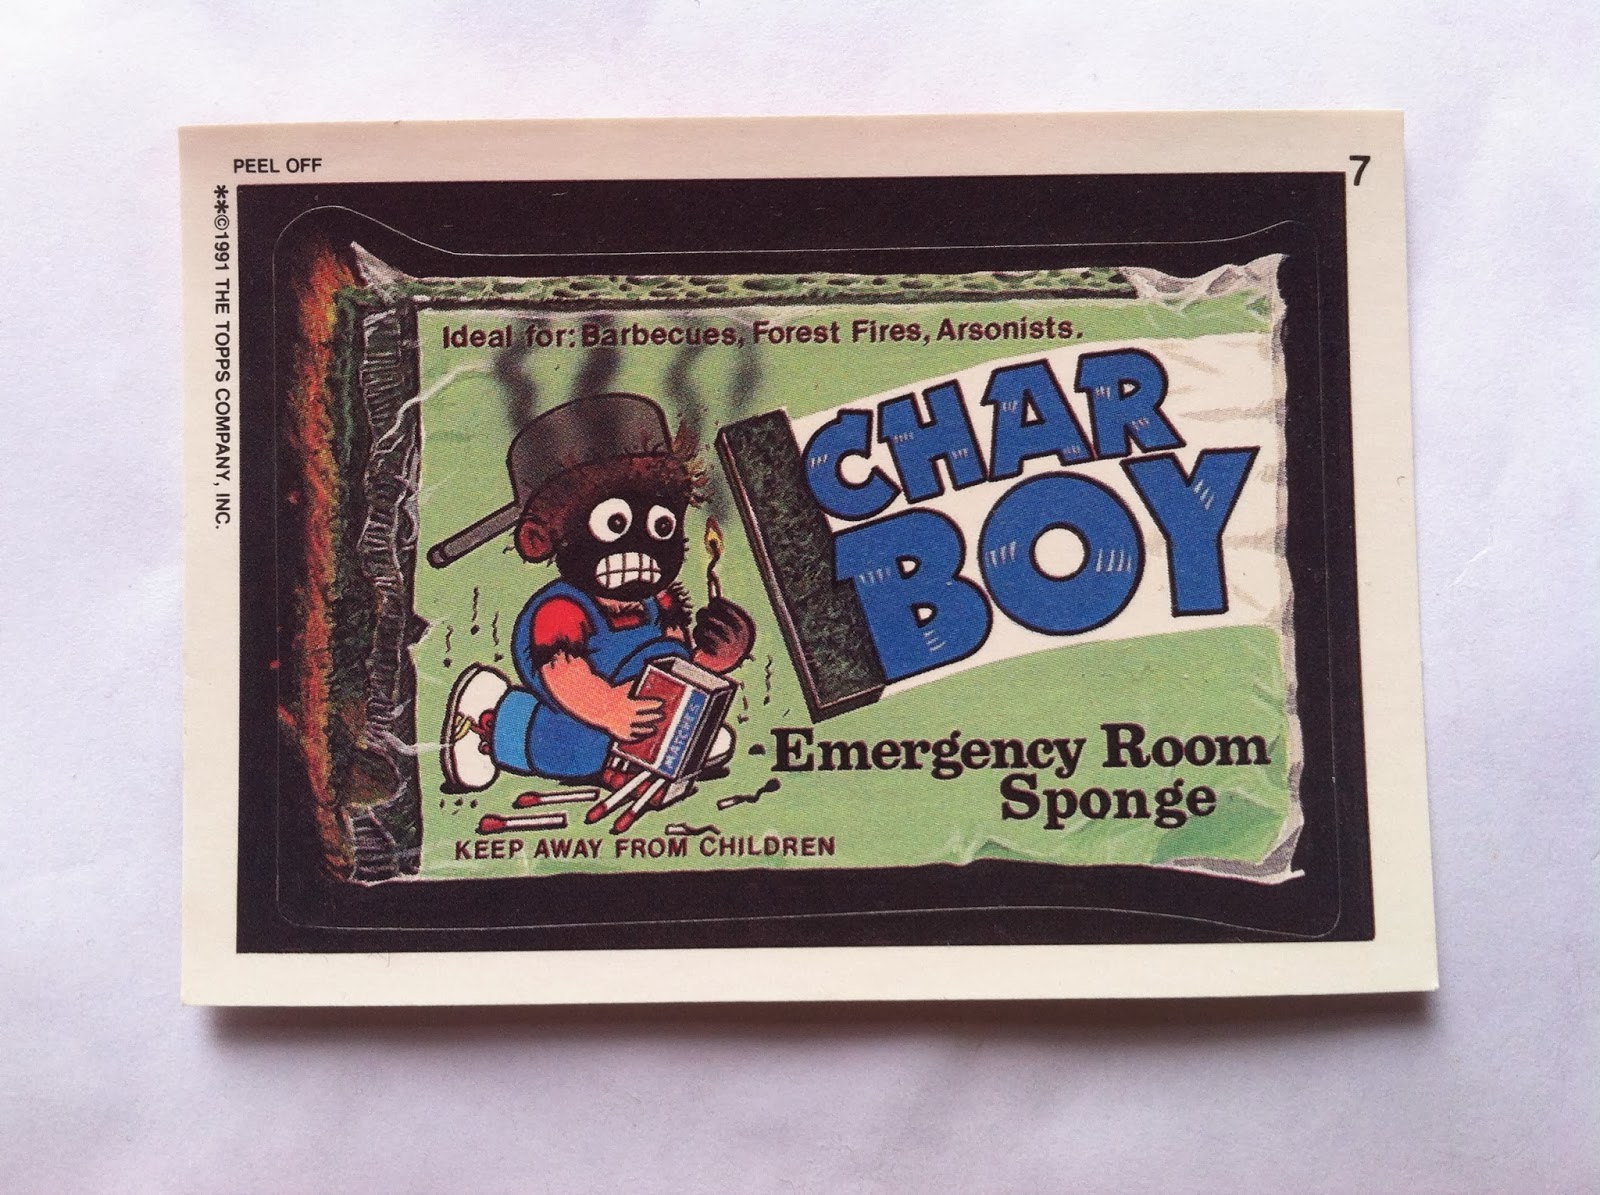 PEEL OFF
7
**©1991 THE TOPPS COMPANY, INC.
Ideal for: Barbecues, Forest Fires, Arsonists.
CHAR
BOY
MATCHES
-Emergency Room
Sponge
KEEP AWAY FROM CHILDREN